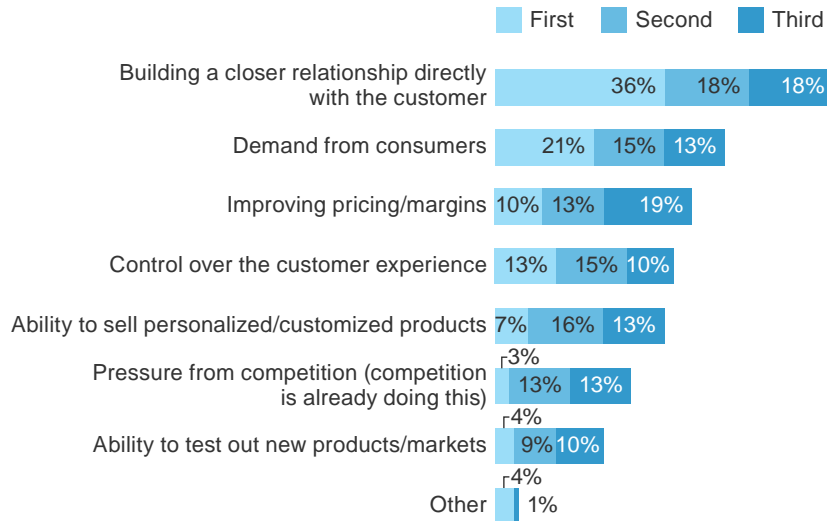 First Second Third
Building a closer relationship directly
with the customer
36% 18% 18%
Demand from consumers
21% 15% 13%
Improving pricing/margins
10% 13% 19%
Control over the customer experience
13% 15% 10%
Ability to sell personalized/customized products
7% 16% 13%
3%
Pressure from competition (competition
is already doing this)
13% 13%
4%
Ability to test out new products/markets
9% 10%
4%
Other
1%